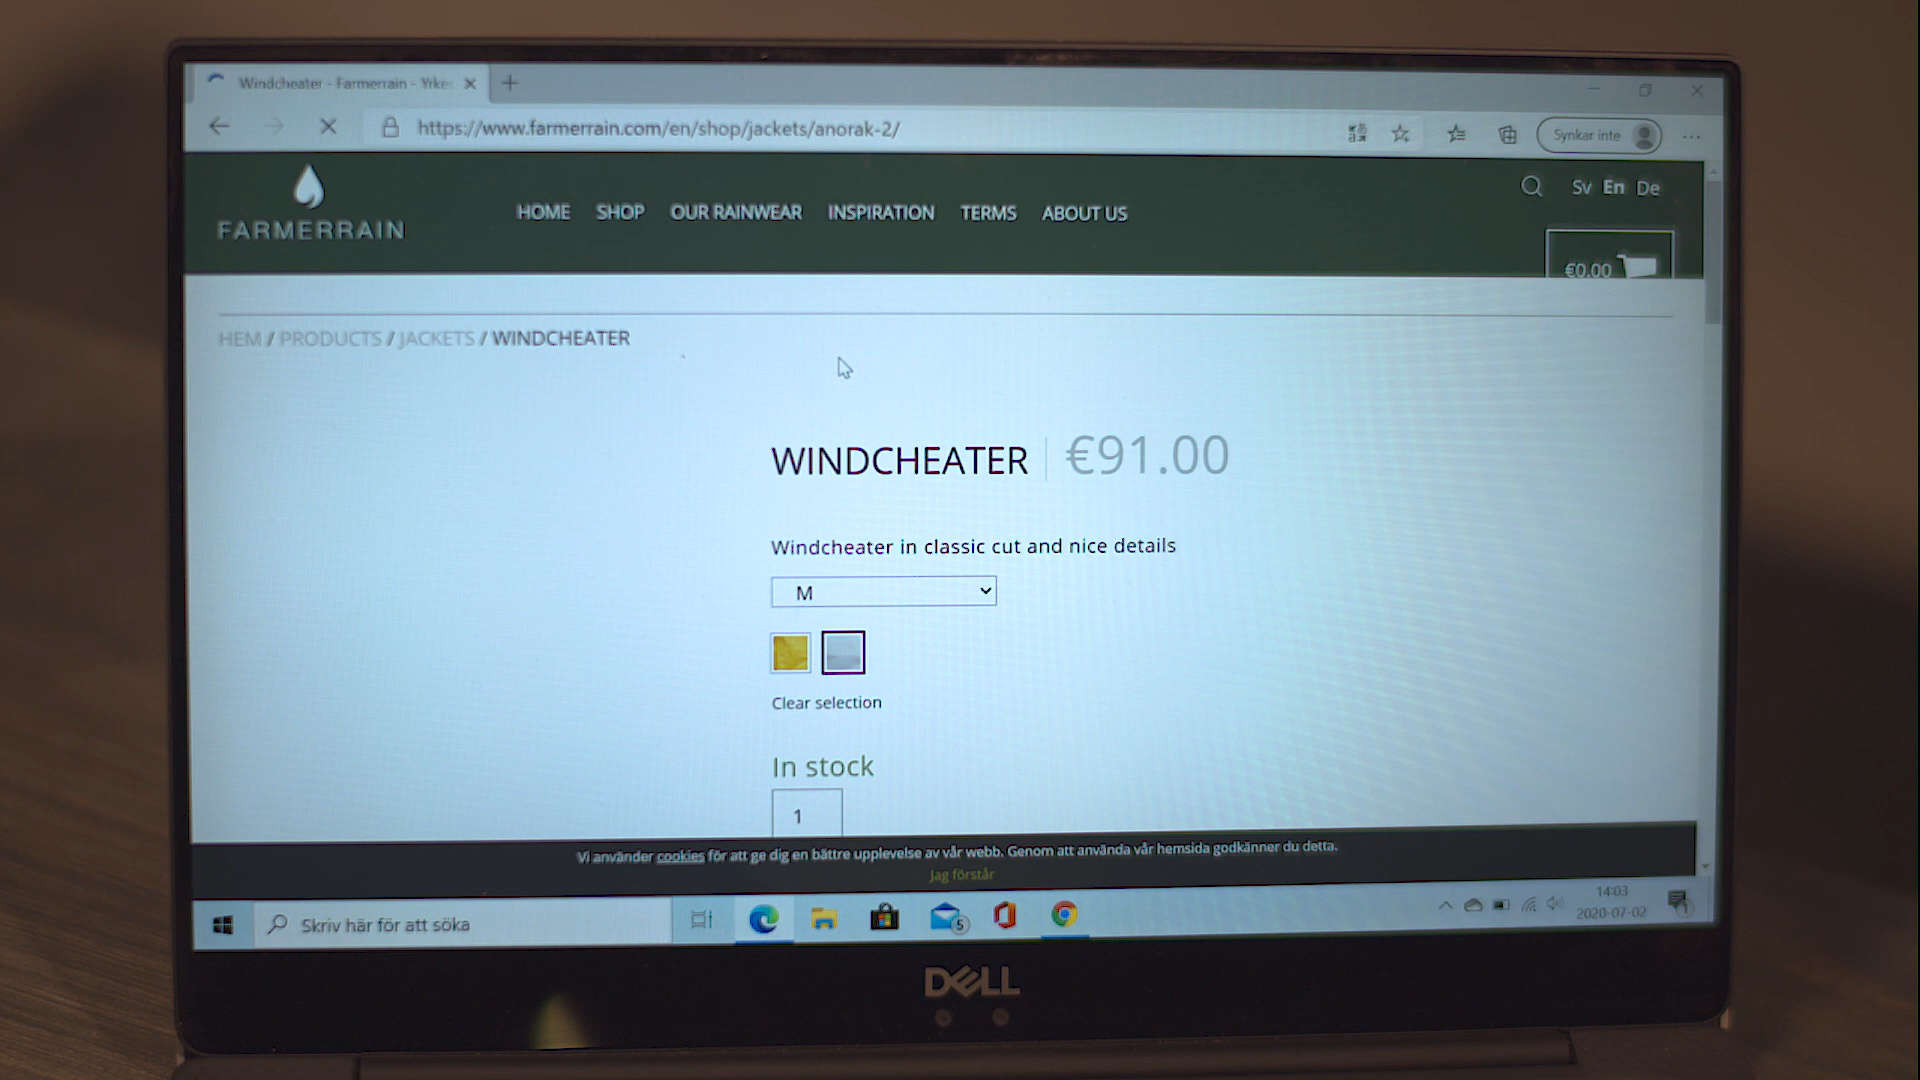 Windcheater - Farmerrain - Yrke
https://www.farmerrain.com/en/shop/jackets/anorak-2/
Synkar inte
FARMERRAIN
HOME SHOP OUR RAINWEAR INSPIRATION TERMS ABOUT US
Sv En De
€0.00
HEM / PRODUCTS / JACKETS / WINDCHEATER
WINDCHEATER €91.00
Windcheater in classic cut and nice details
M
Clear selection
In stock
1
Vi använder cookies för att ge dig en bättre upplevelse av vår webb. Genom att använda vår hemsida godkänner du detta.
Jag förstår
Skriv här för att söka
5
14:03
2020-07-02
1
DELL